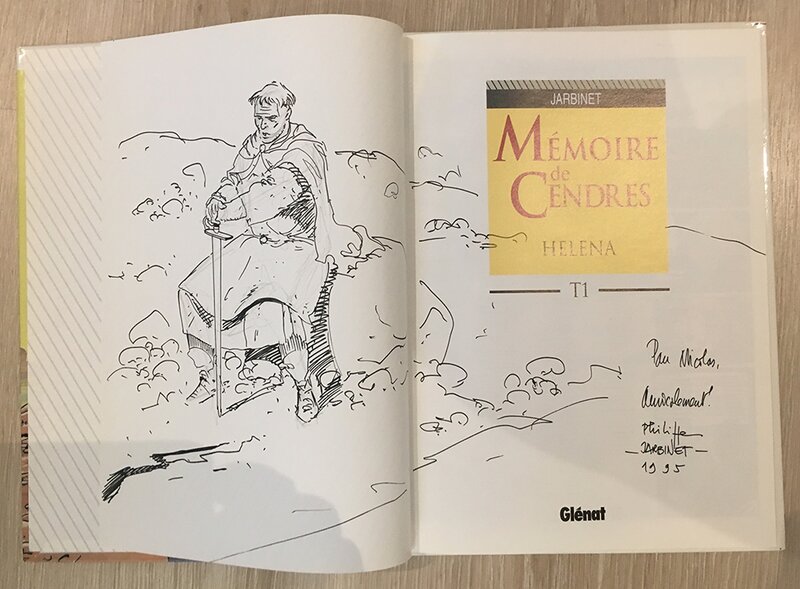 JARBINET
MÉMOIRE
de
CENDRES
HELENA
T1
Pour Nicolas,
Amicalement!
Philippe
JARBINET
1995
Glénat